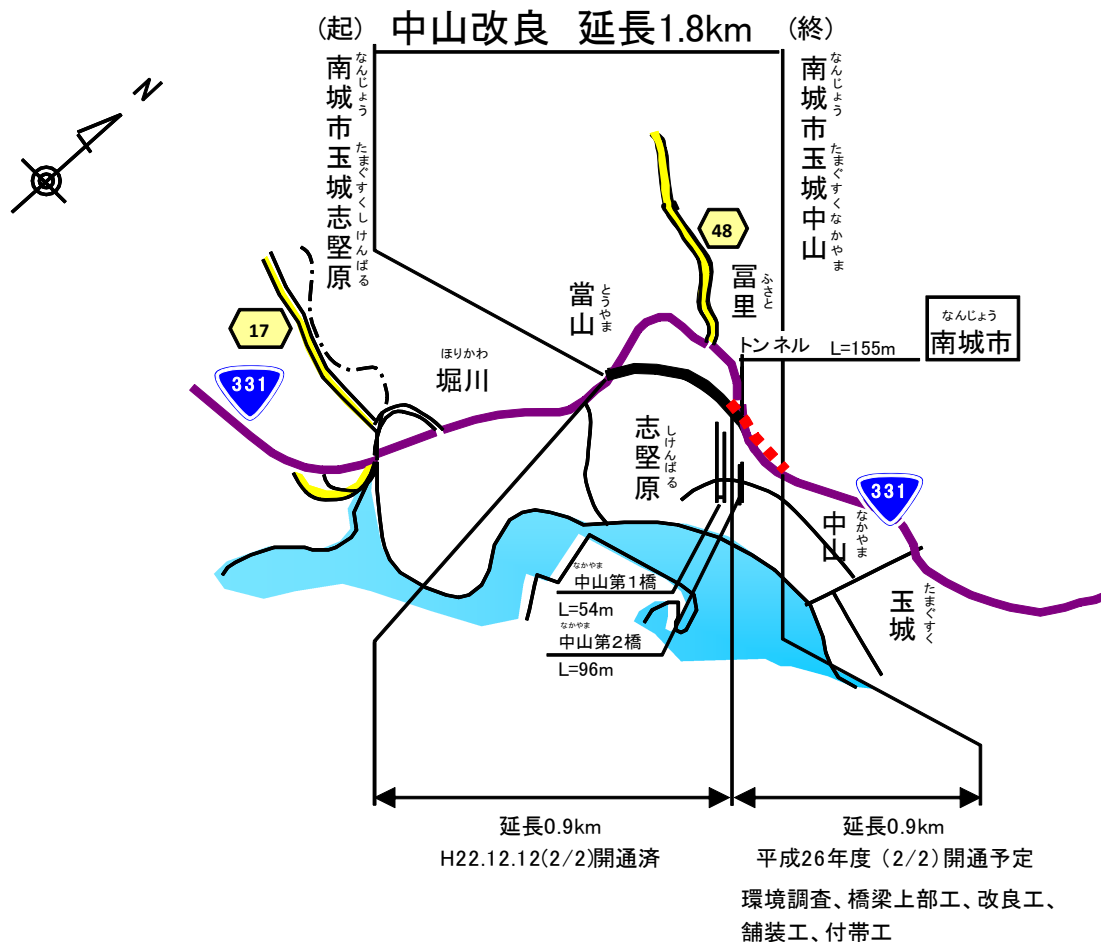 (起) 中山改良 延長1.8km (終)
南城市玉城志堅原
なんじょう たまぐすくしけんばる
南城市玉城中山
なんじょう たまぐすくなかやま
N
48
冨里
ふさと
當山
とうやま
17
331
ほりかわ
堀川
トンネル L=155m
なんじょう
南城市
志堅原
しけんばる
331
中山
なかやま
玉城
たまぐすく
なかやま
中山第1橋
L=54m
なかやま
中山第2橋
L=96m
延長0.9km
H22.12.12(2/2)開通済
延長0.9km
平成26年度（2/2）開通予定
環境調査、橋梁上部工、改良工、
舗装工、付帯工